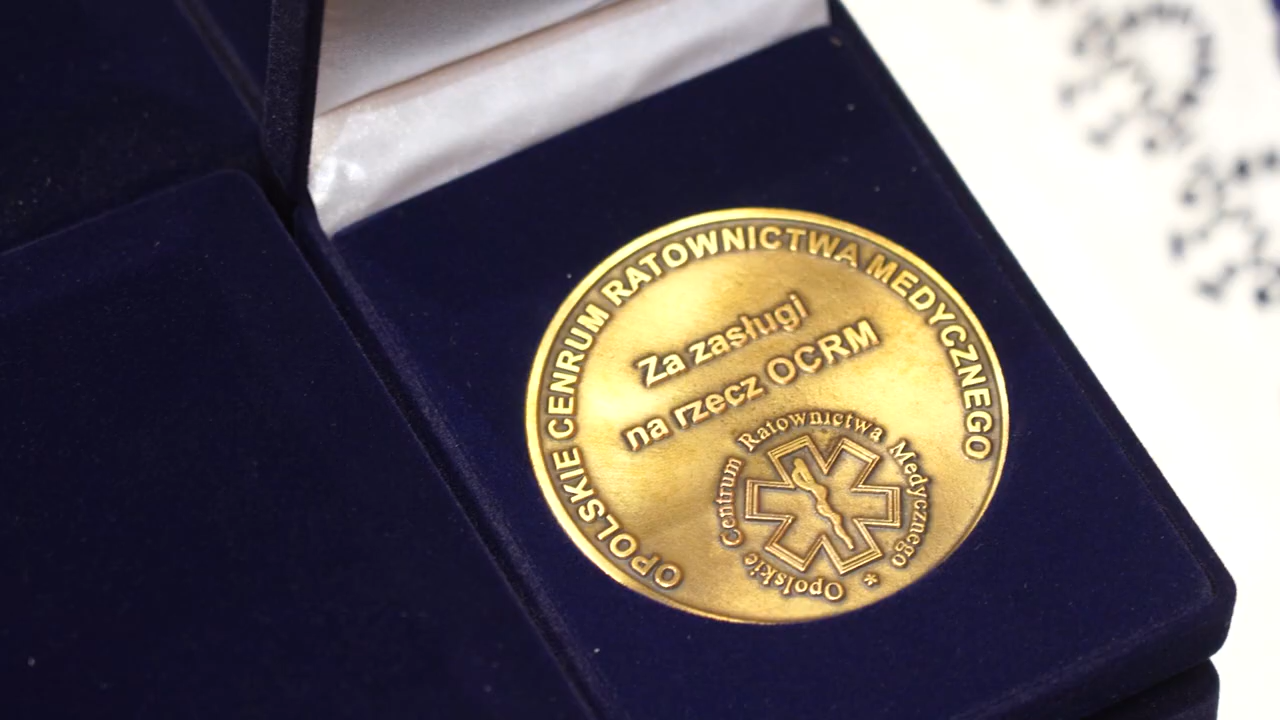 OPOLSKIE CENRUM RATOWNICTWA MEDYCZNEGO
Za zasługi
na rzecz OCRM
Opolskie Centrum Ratownictwa Medycznego *